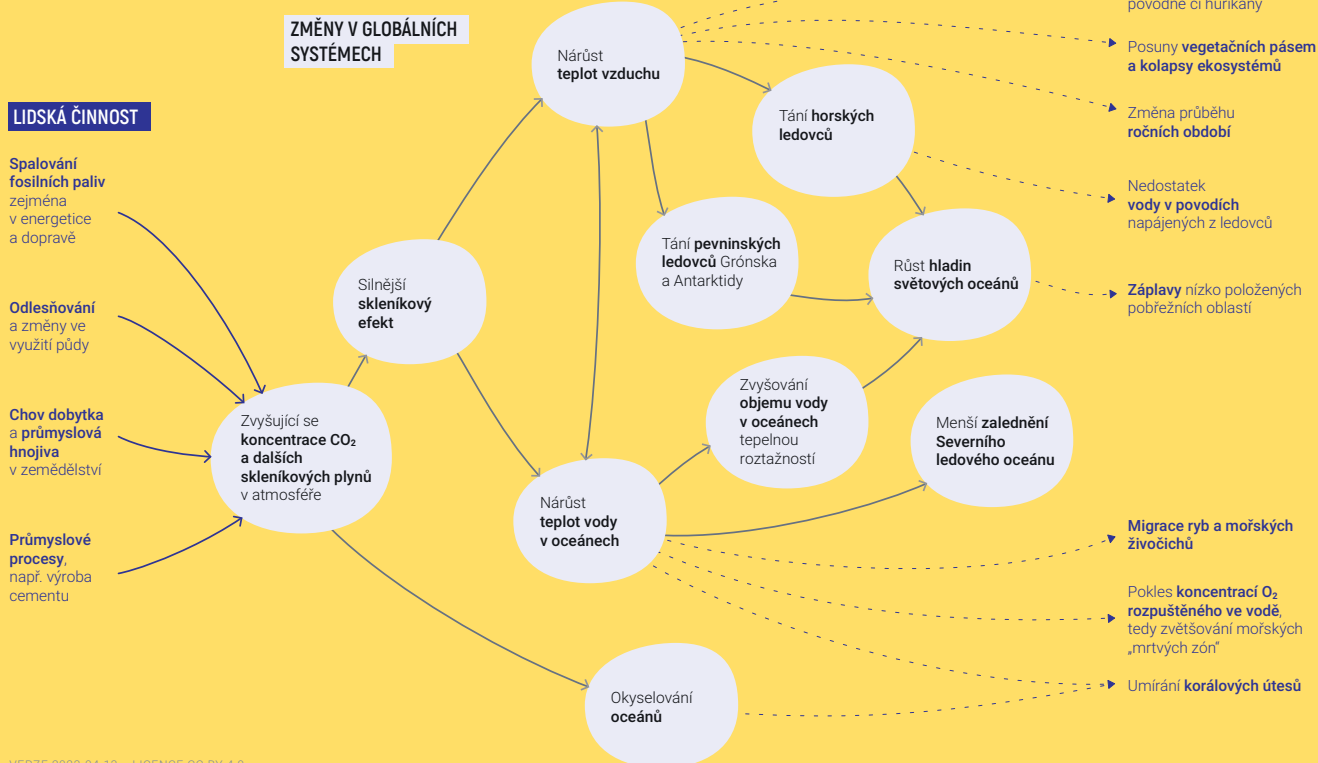 povodně či hurikány
ZMĚNY V GLOBÁLNÍCH
SYSTÉMECH
Nárůst
teplot vzduchu
Posuny vegetačních pásem
a kolapsy ekosystémů
LIDSKÁ ČINNOST
Tání horských
ledovců
Změna průběhu
ročních období
Spalování
fosilních paliv
zejména
v energetice
a dopravě
Nedostatek
vody v povodích
napájených z ledovců
Tání pevninských
ledovců Grónska
a Antarktidy
Růst hladin
světových oceánů
Silnější
skleníkový
efekt
Záplavy nízko položených
pobřežních oblastí
Odlesňování
a změny ve
využití půdy
Zvyšování
objemu vody
v oceánech
tepelnou
roztažností
Menší zalednění
Severního
ledového oceánu
Chov dobytka
a průmyslová
hnojiva
v zemědělství
Zvyšující se
koncentrace CO₂
a dalších
skleníkových plynů
v atmosféře
Nárůst
teplot vody
v oceánech
Migrace ryb a mořských
živočichů
Průmyslové
procesy,
např. výroba
cementu
Pokles koncentrací O₂
rozpuštěného ve vodě,
tedy zvětšování mořských
„mrtvých zón“
Umírání korálových útesů
Okyselování
oceánů